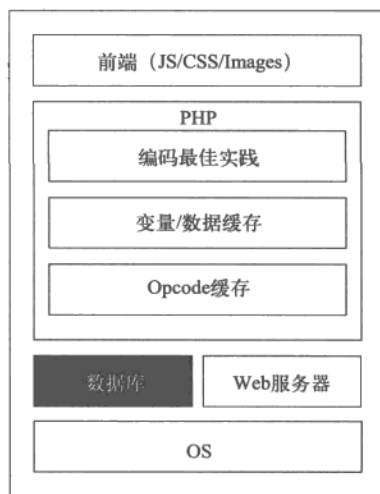 前端（JS/CSS/Images）
PHP
编码最佳实践
变量/数据缓存
Opcode缓存
数据库
Web服务器
OS